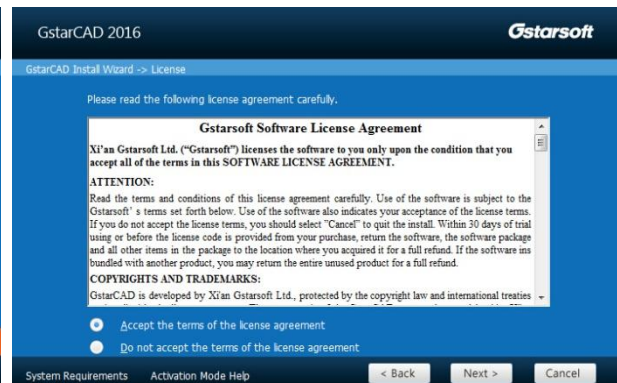 GstarCAD 2016
Gstarsoft
GstarCAD Install Wizard -> License
Please read the following license agreement carefully.
Gstarsoft Software License Agreement
Xi'an Gstarsoft Ltd. ("Gstarsoft") licenses the software to you only upon the condition that you
accept all of the terms in this SOFTWARE LICENSE AGREEMENT.
ATTENTION:
Read the terms and conditions of this license agreement carefully. Use of the software is subject to the
Gstarsoft' s terms set forth below. Use of the software also indicates your acceptance of the license terms.
If you do not accept the license terms, you should select "Cancel" to quit the install. Within 30 days of trial
using or before the license code is provided from your purchase, return the software, the software package
and all other items in the package to the location where you acquired it for a full refund. If the software ins
bundled with another product, you may return the entire unused product for a full refund.
COPYRIGHTS AND TRADEMARKS:
GstarCAD is developed by Xi'an Gstarsoft Ltd., protected by the copyright law and international treaties
Accept the terms of the license agreement
Do not accept the terms of the license agreement
System Requirements Activation Mode Help < Back Next > Cancel